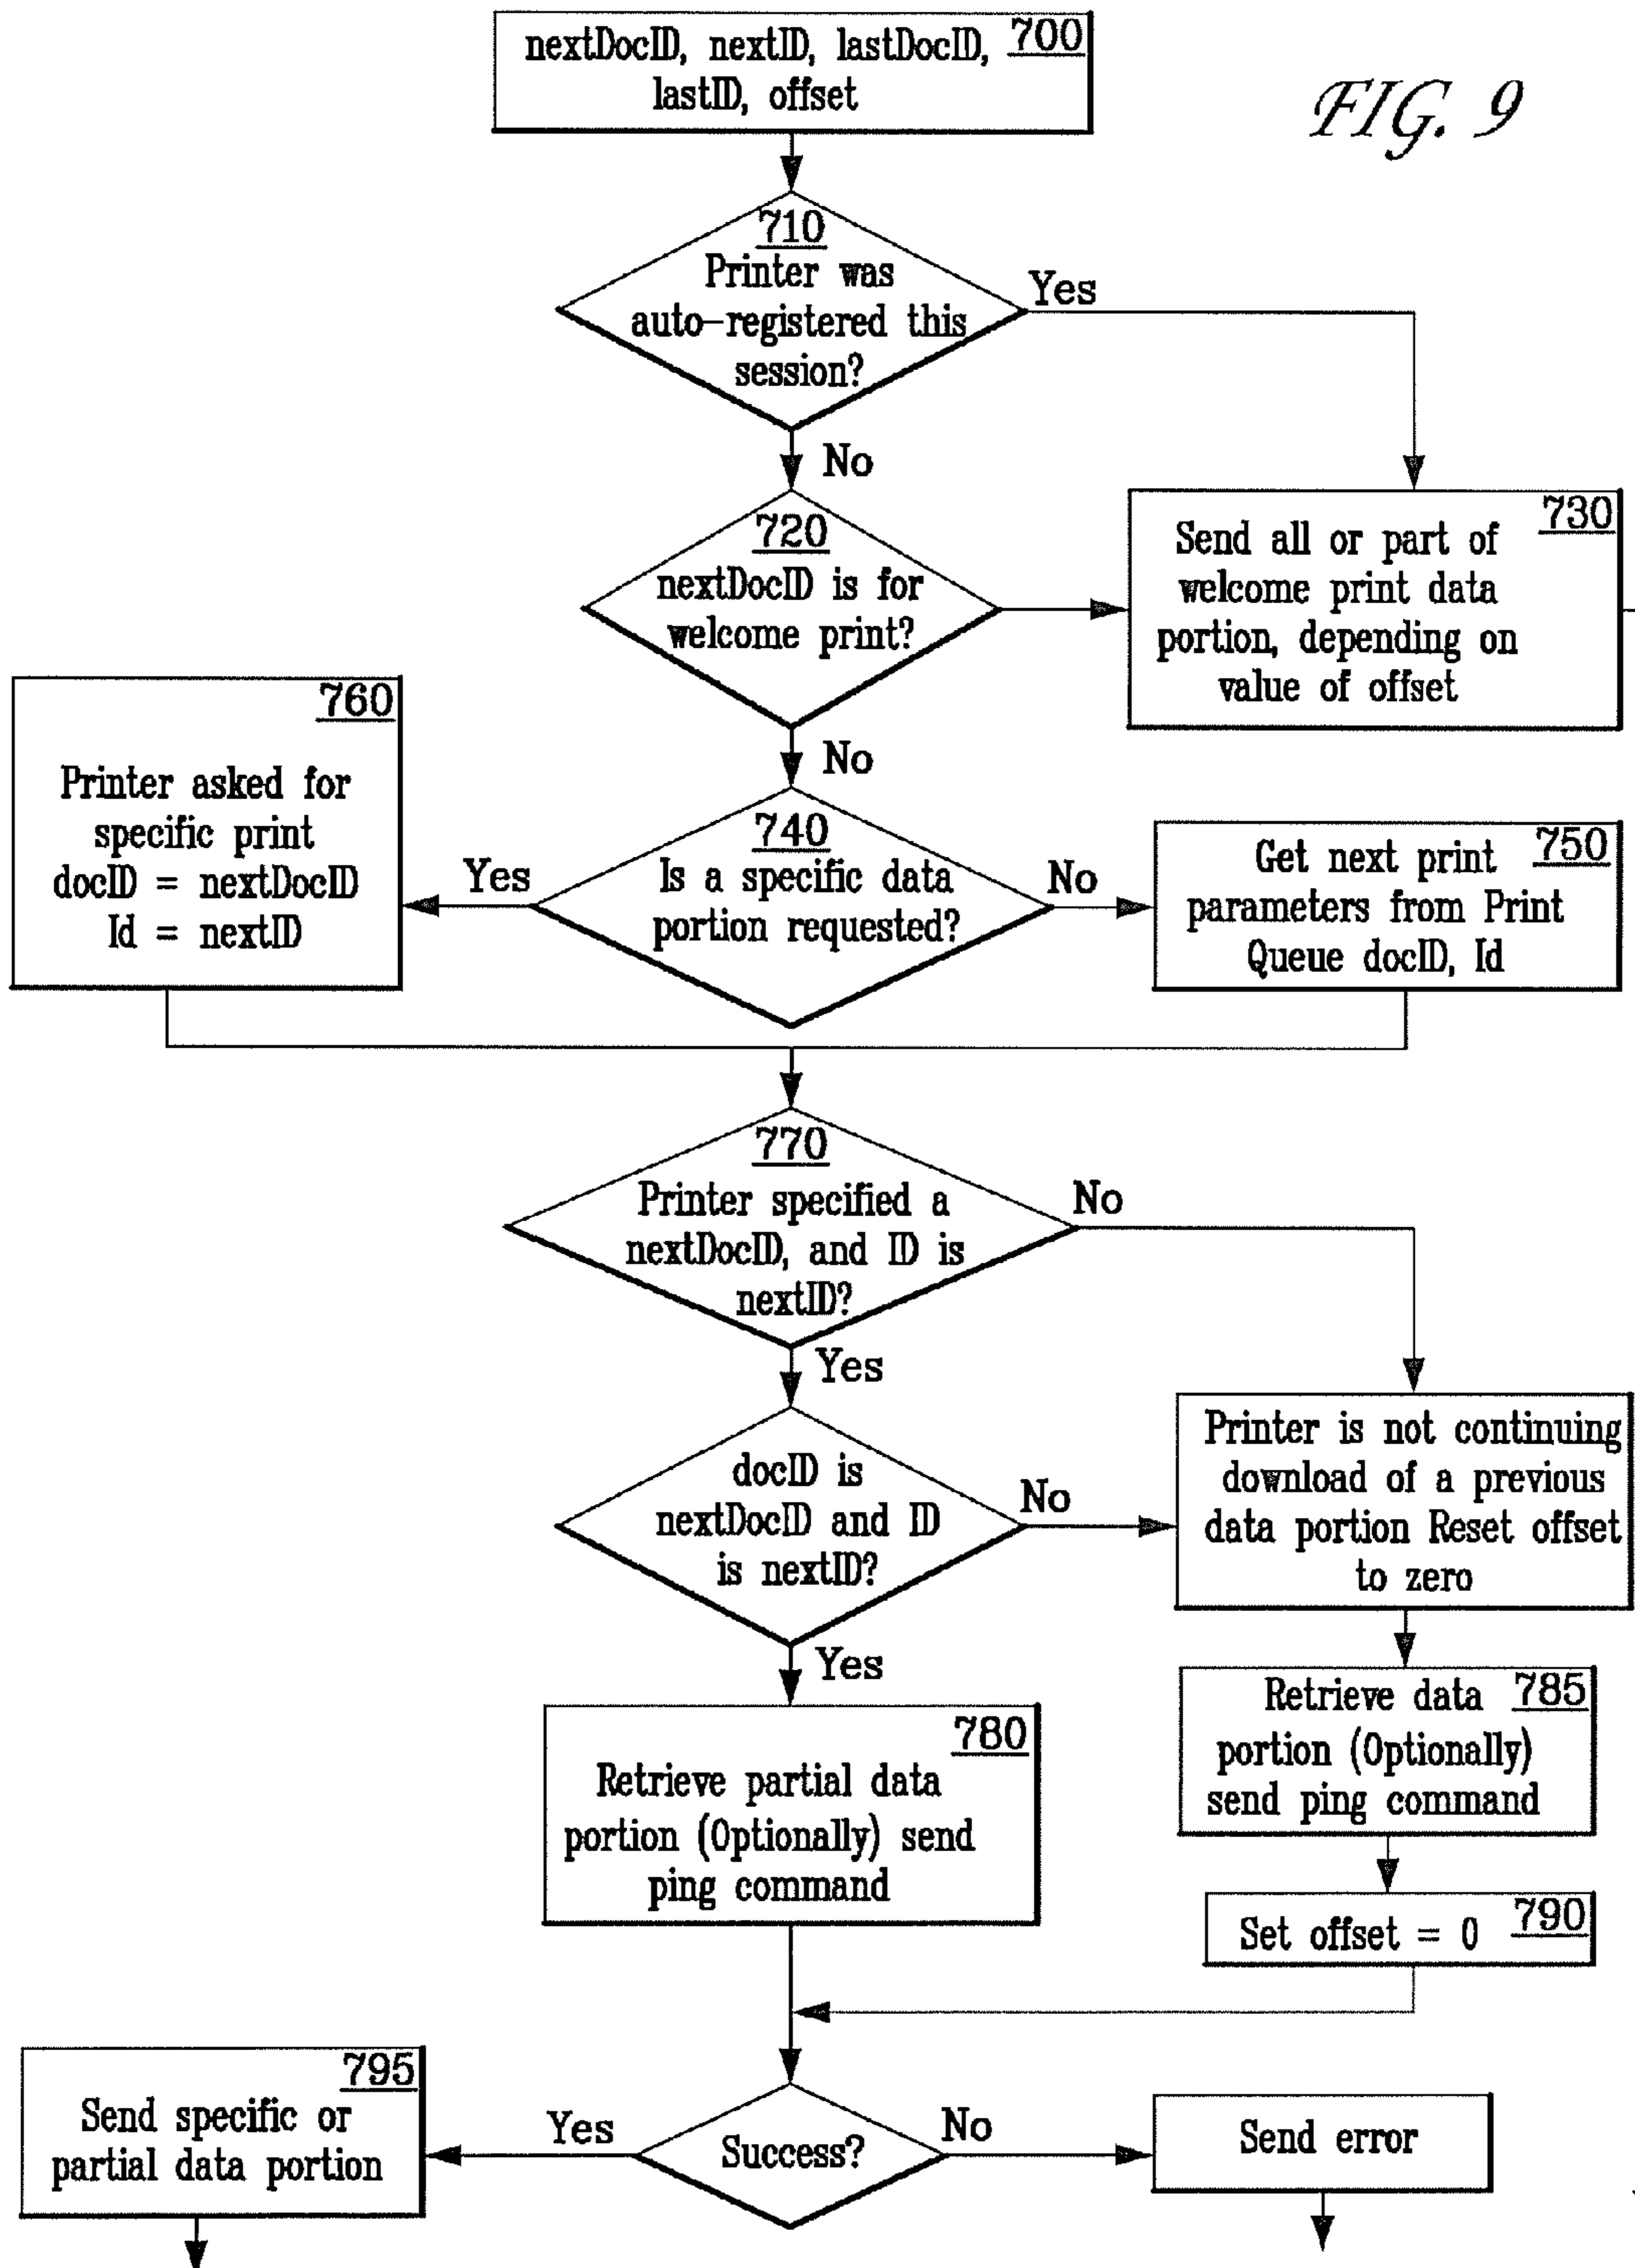 nextDocID, nextID, lastDocID, 700
lastID, offset
FIG. 9
710
Printer was
auto-registered this
session?
Yes
No
720
nextDocID is for
welcome print?
730
Send all or part of
welcome print data
portion, depending on
value of offset
No
760
Printer asked for
specific print
docID = nextDocID
Id = nextID
Yes
740
Is a specific data
portion requested?
No
Get next print 750
parameters from Print
Queue docID, Id
770
Printer specified a
nextDocID, and ID is
nextID?
No
Yes
docID is
nextDocID and ID
is nextID?
No
Printer is not continuing
download of a previous
data portion Reset offset
to zero
Yes
780
Retrieve partial data
portion (Optionally) send
ping command
Retrieve data 785
portion (Optionally)
send ping command
Set offset = 0 790
795
Send specific or
partial data portion
Yes
Success?
No
Send error